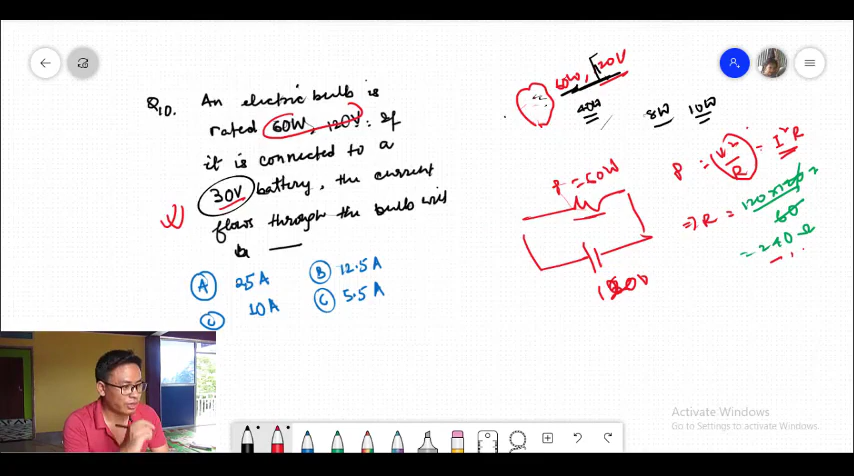 Q10. An electric bulb is
rated 60W, 120V. If
it is connected to a
30V battery, the current
flows through the bulb will
be ___
A 25A
B 12.5A
10A
C 5.5A
60W, 120V
40W
8W 10W
P = 60W
P = V²/R = I²R
⇒ R = 120×120 2
60
= 240 Ω
Activate Windows
Go to Settings to activate Windows.